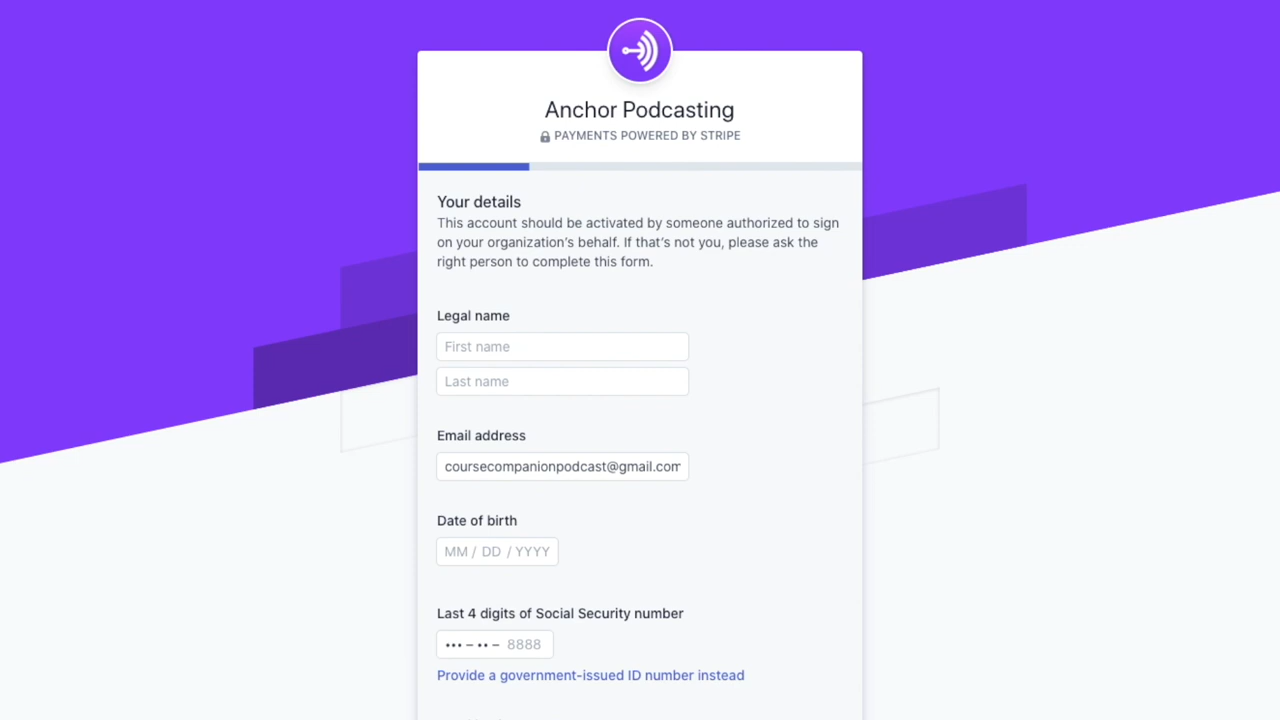 Anchor Podcasting
PAYMENTS POWERED BY STRIPE
Your details
This account should be activated by someone authorized to sign
on your organization's behalf. If that's not you, please ask the
right person to complete this form.
Legal name
First name
Last name
Email address
coursecompanionpodcast@gmail.com
Date of birth
MM / DD / YYYY
Last 4 digits of Social Security number
••• – •• – 8888
Provide a government-issued ID number instead